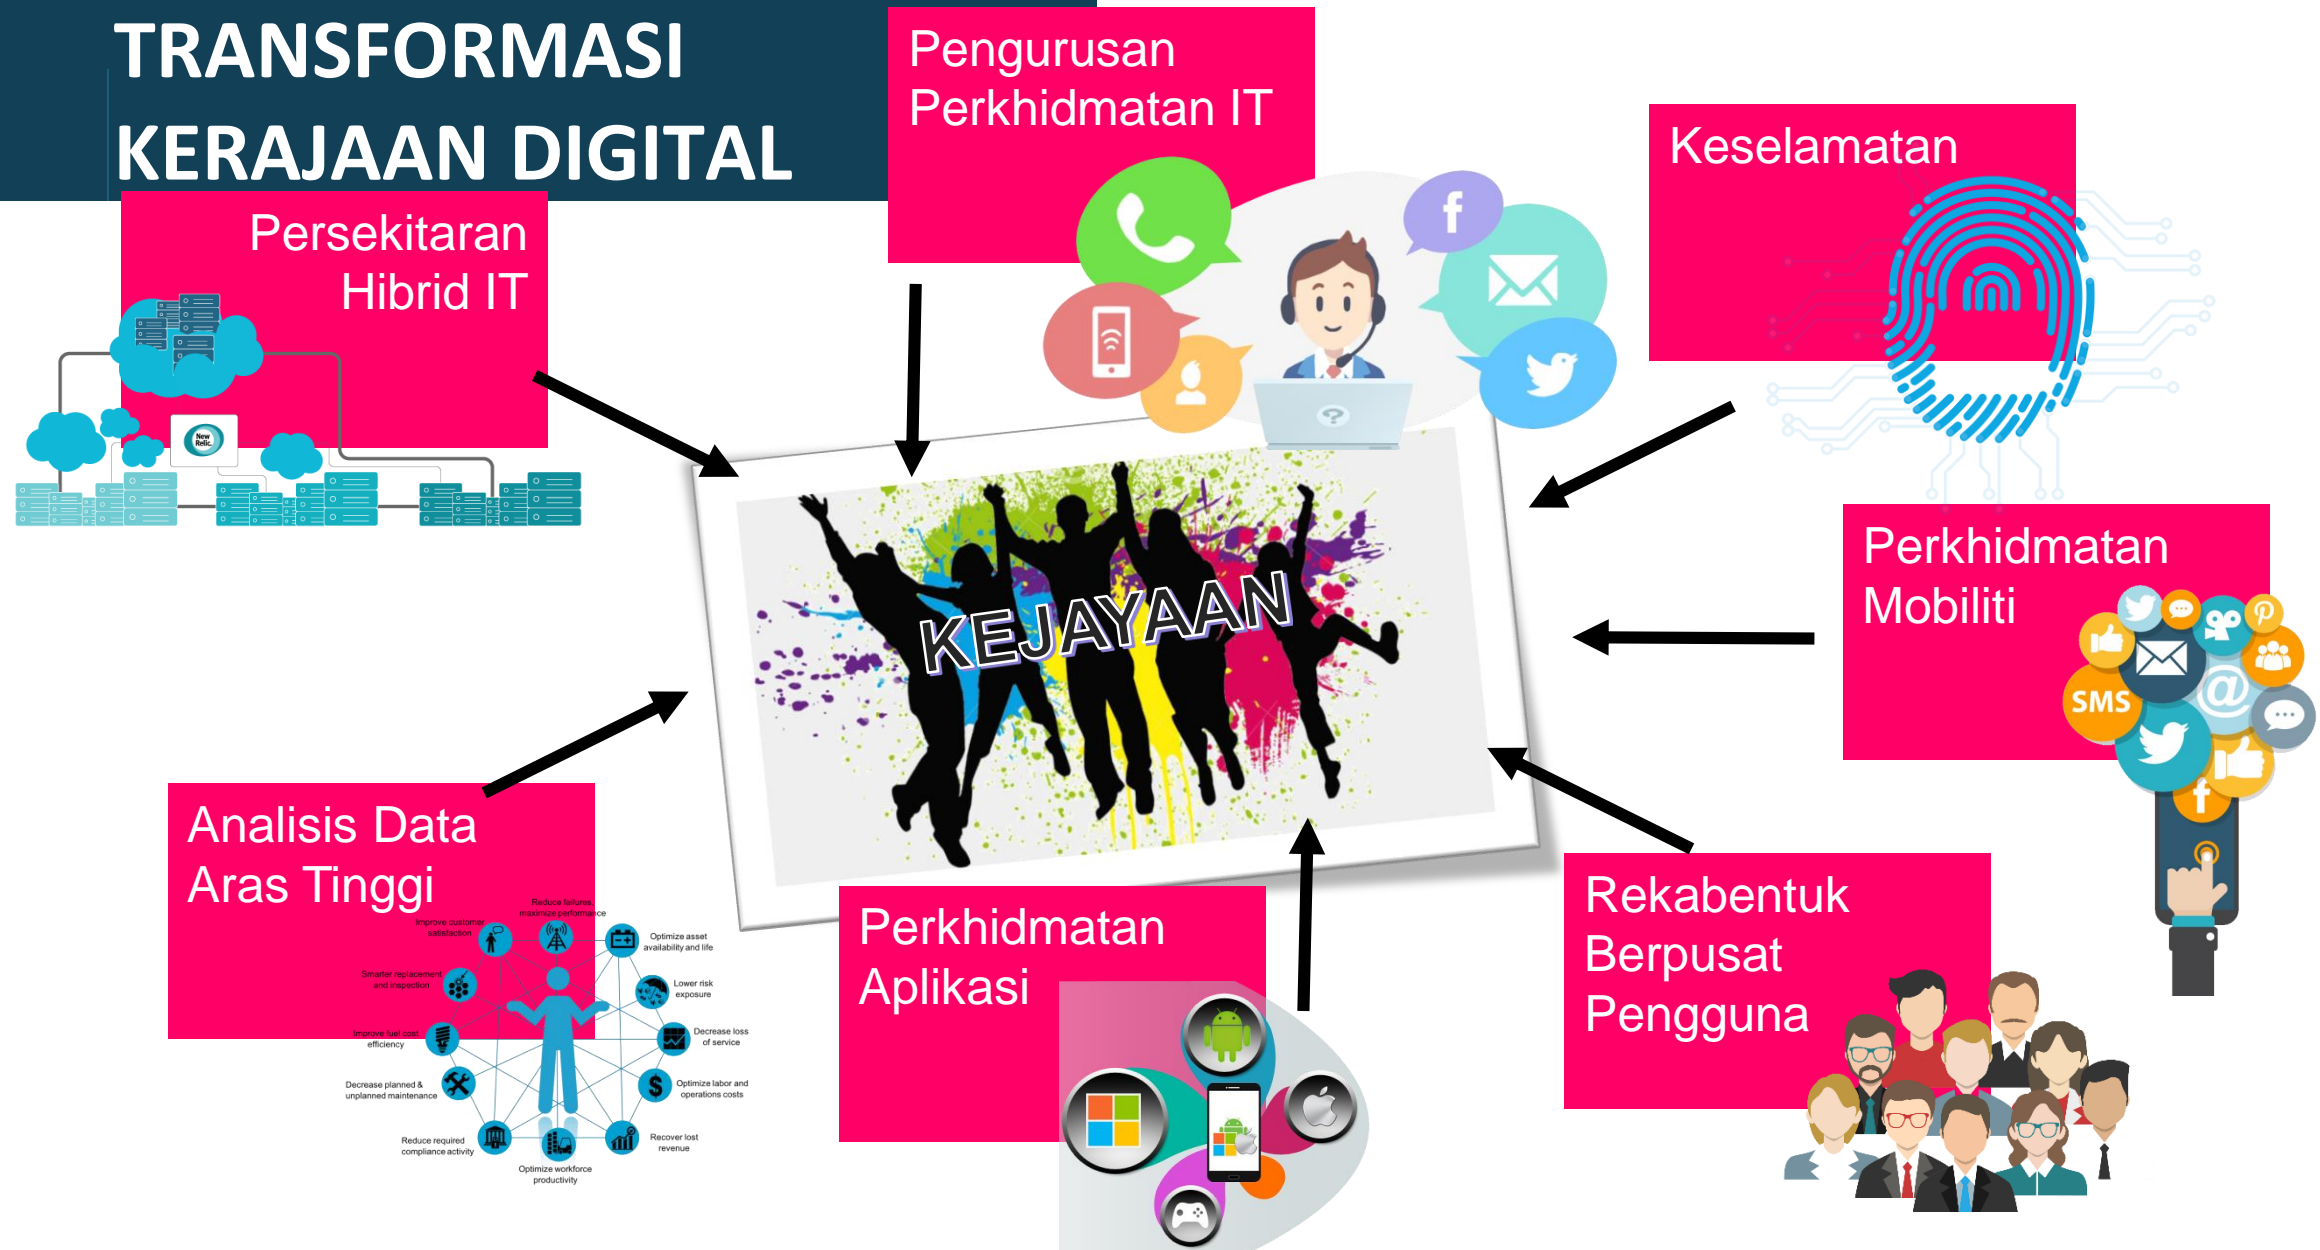 TRANSFORMASI
KERAJAAN DIGITAL
Pengurusan
Perkhidmatan IT
Keselamatan
Persekitaran
Hibrid IT
New
Relic.
f
?
KEJAYAAN
Perkhidmatan
Mobiliti
SMS
@
f
Analisis Data
Aras Tinggi
Reduce failures,
maximize performance
Improve customer
satisfaction
Optimize asset
availability and life
Smarter replacement
and inspection
Lower risk
exposure
Improve fuel cost
efficiency
Decrease loss
of service
Decrease planned &
unplanned maintenance
$
Optimize labor and
operations costs
Reduce required
compliance activity
Recover lost
revenue
Optimize workforce
productivity
Perkhidmatan
Aplikasi
Rekabentuk
Berpusat
Pengguna